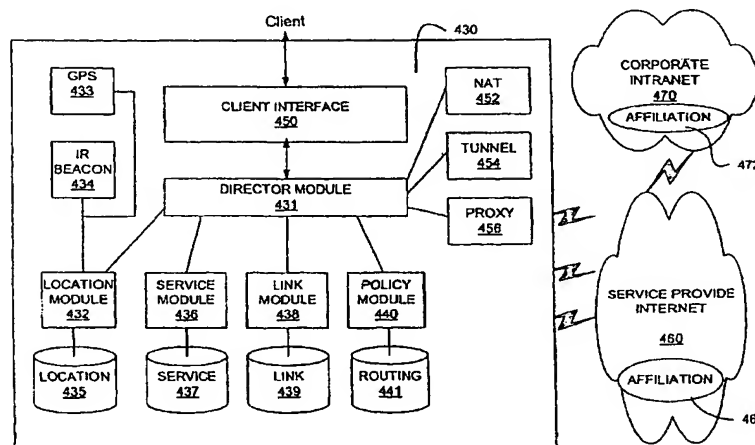 Client
430
GPS
433
CLIENT INTERFACE
450
NAT
452
CORPORATE
INTRANET
470
AFFILIATION
472
IR
BEACON
434
TUNNEL
454
DIRECTOR MODULE
431
PROXY
456
LOCATION
MODULE
432
SERVICE
MODULE
436
LINK
MODULE
438
POLICY
MODULE
440
SERVICE PROVIDE
INTERNET
460
LOCATION
435
SERVICE
437
LINK
439
ROUTING
441
AFFILIATION